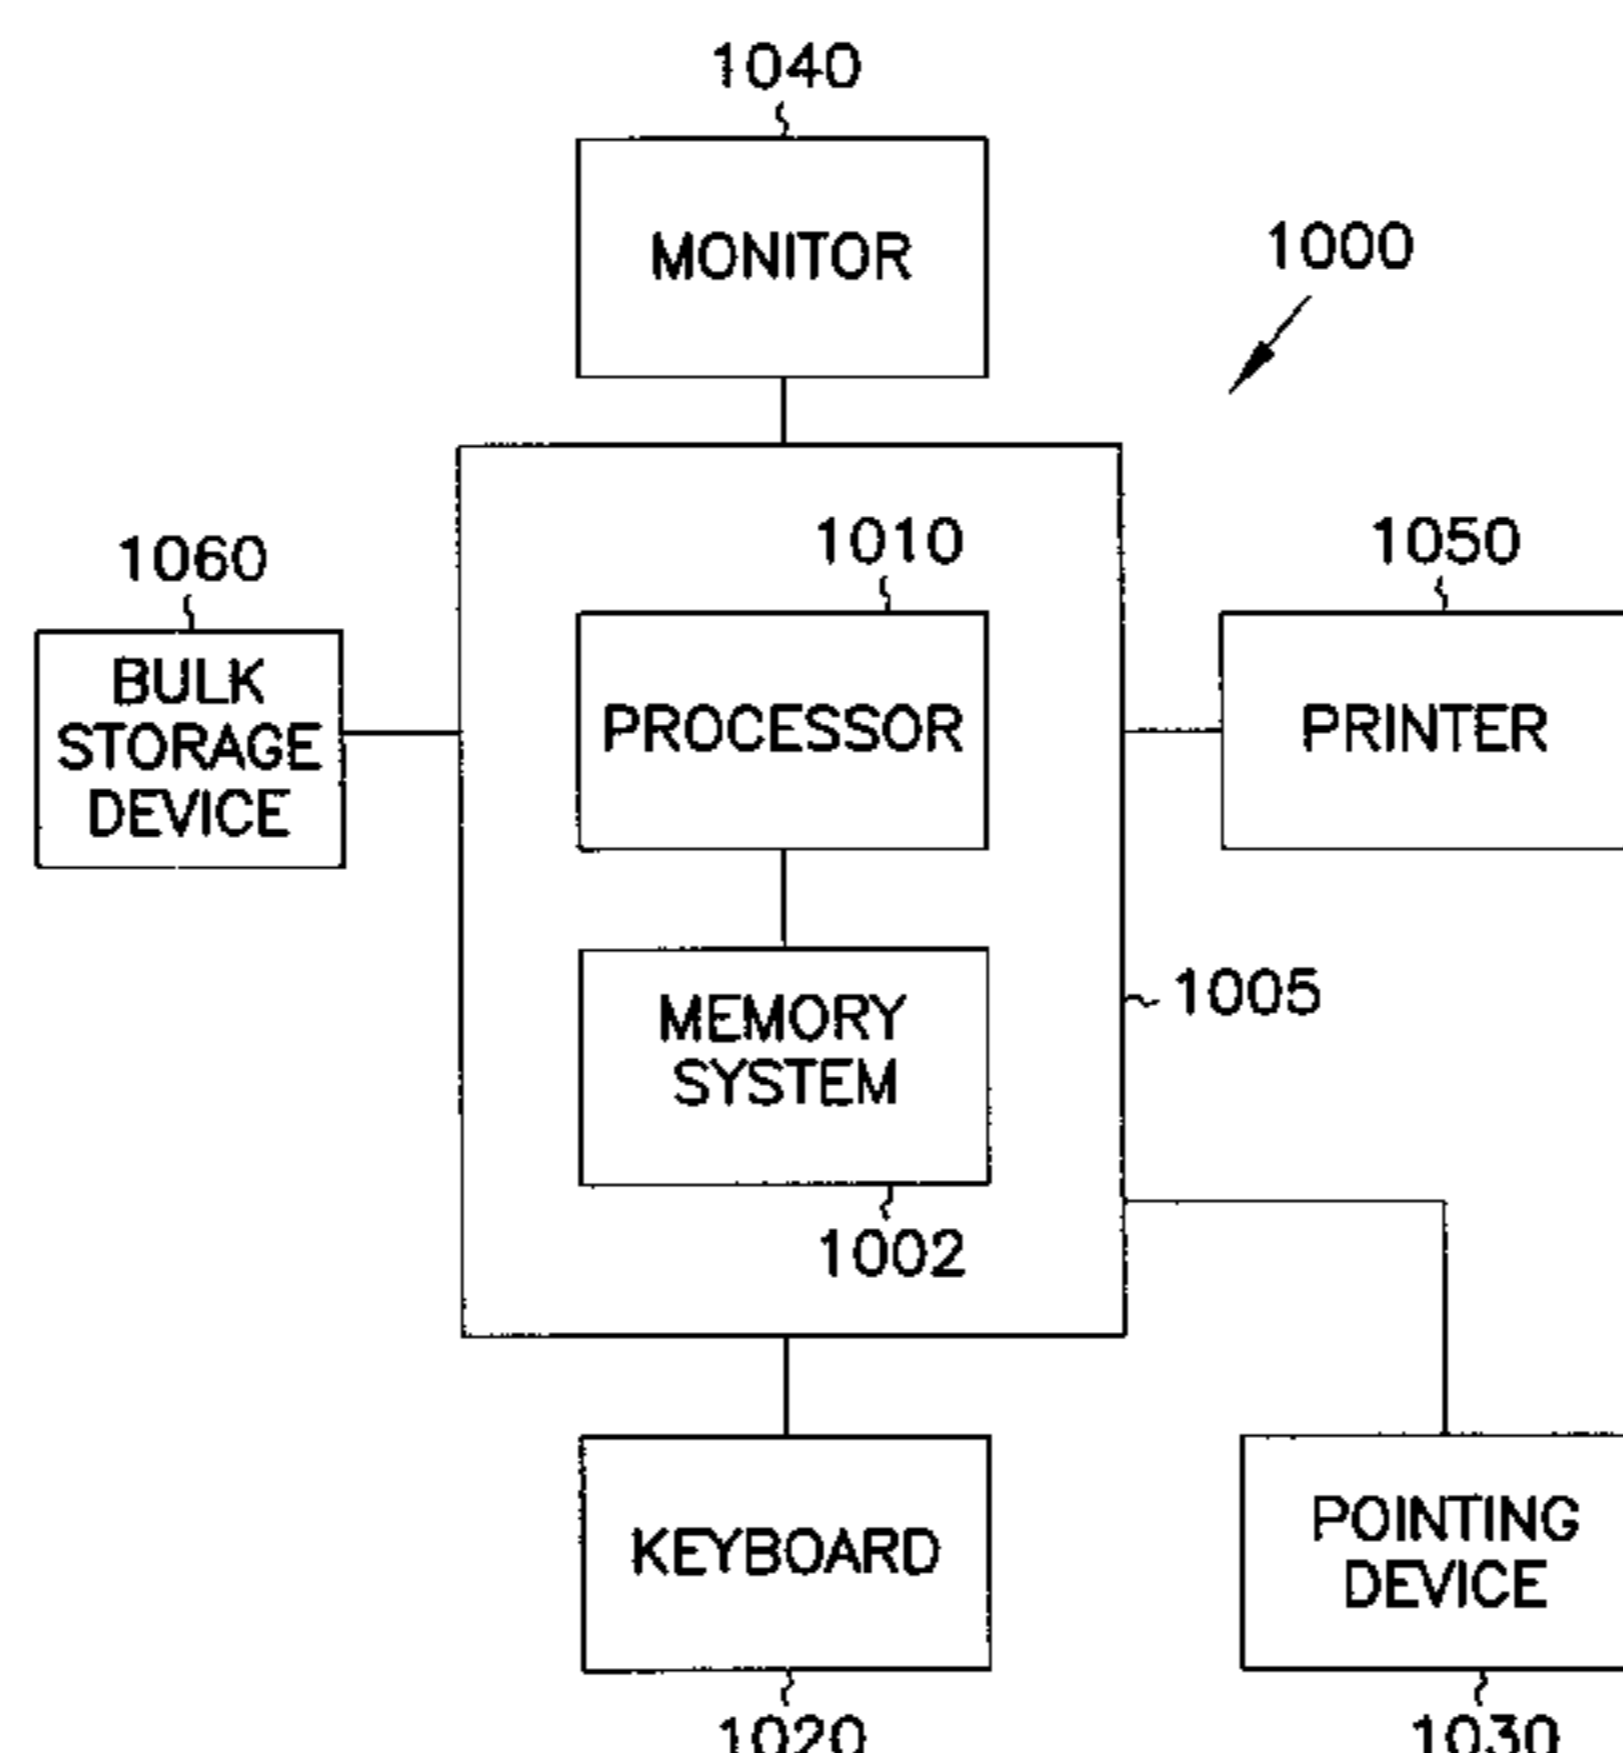 1040
MONITOR
1000
1060
BULK
STORAGE
DEVICE
1010
PROCESSOR
1050
PRINTER
MEMORY
SYSTEM
1005
1002
KEYBOARD
1020
POINTING
DEVICE
1030